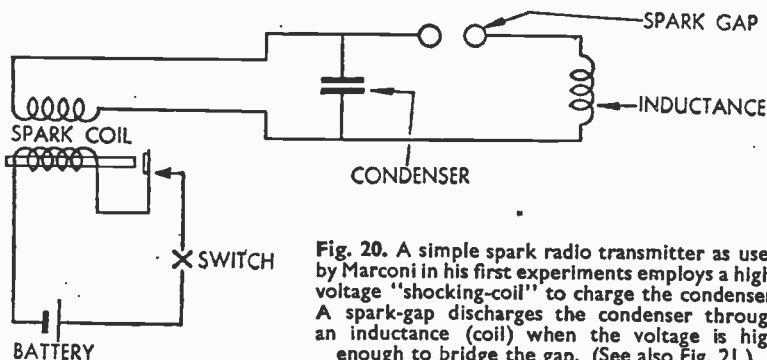 SPARK GAP
INDUCTANCE
SPARK COIL
CONDENSER
SWITCH
BATTERY
Fig. 20. A simple spark radio transmitter as use
by Marconi in his first experiments employs a high
voltage "shocking-coil" to charge the condenser
A spark-gap discharges the condenser throug
an inductance (coil) when the voltage is hig
enough to bridge the gap. (See also Fig. 21.)